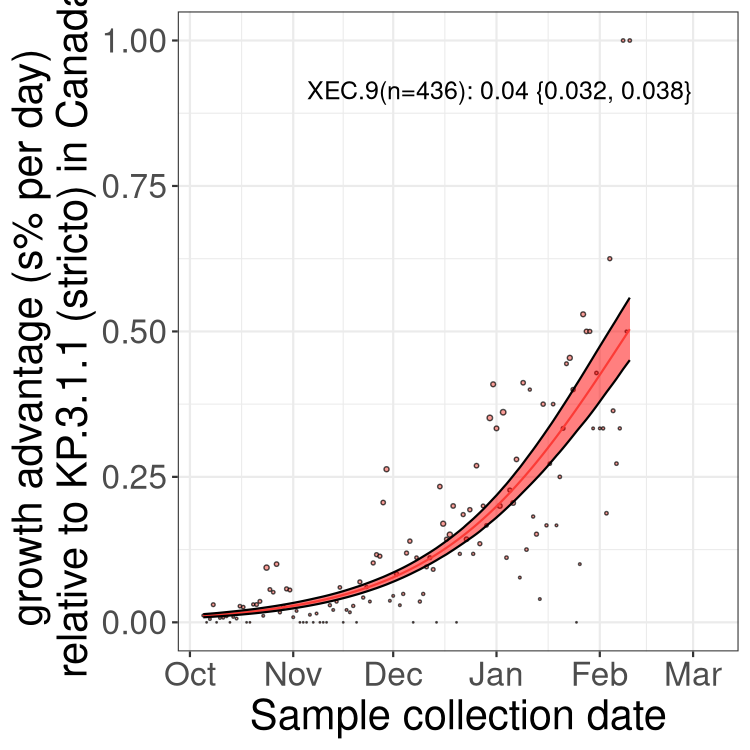 growth advantage (s% per day)
relative to KP.3.1.1 (stricto) in Canada
1.00
0.75
0.50
0.25
0.00
XEC.9(n=436): 0.04 {0.032, 0.038}
Oct Nov Dec Jan Feb Mar
Sample collection date